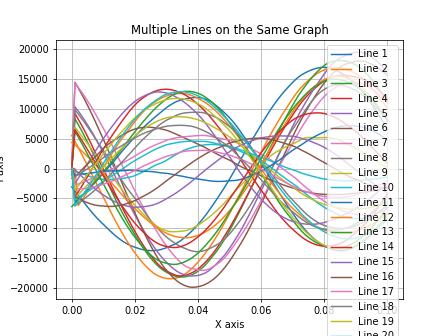 Multiple Lines on the Same Graph
20000
15000
10000
5000
0
−5000
−10000
−15000
−20000
0.00
0.02
0.04
0.06
X axis
Line 1
Line 2
Line 3
Line 4
Line 5
Line 6
Line 7
Line 8
Line 9
Line 10
Line 11
Line 12
Line 13
Line 14
Line 15
Line 16
Line 17
Line 18
Line 19
Line 20